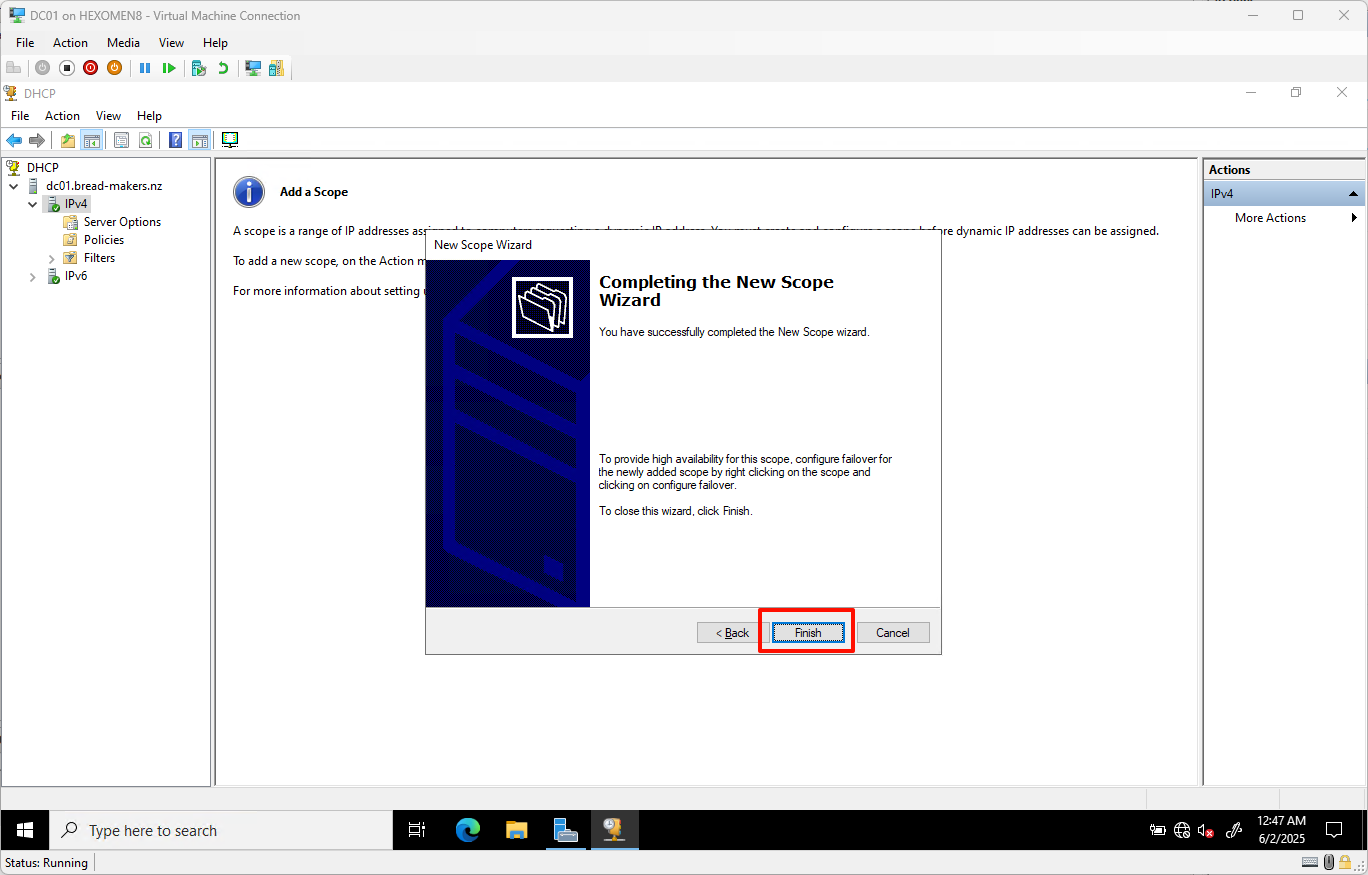 DC01 on HEXOMEN8 - Virtual Machine Connection
File Action Media View Help
DHCP
File Action View Help
DHCP
dc01.bread-makers.nz
IPv4
Server Options
Policies
Filters
IPv6
Add a Scope
A scope is a range of IP addresses
before dynamic IP addresses can be assigned.
To add a new scope, on the Action
For more information about setting
New Scope Wizard
Completing the New Scope
Wizard
You have successfully completed the New Scope wizard.
To provide high availability for this scope, configure failover for
the newly added scope by right clicking on the scope and
clicking on configure failover.
To close this wizard, click Finish.
< Back
Finish
Cancel
Actions
IPv4
More Actions
Type here to search
12:47 AM
6/2/2025
Status: Running